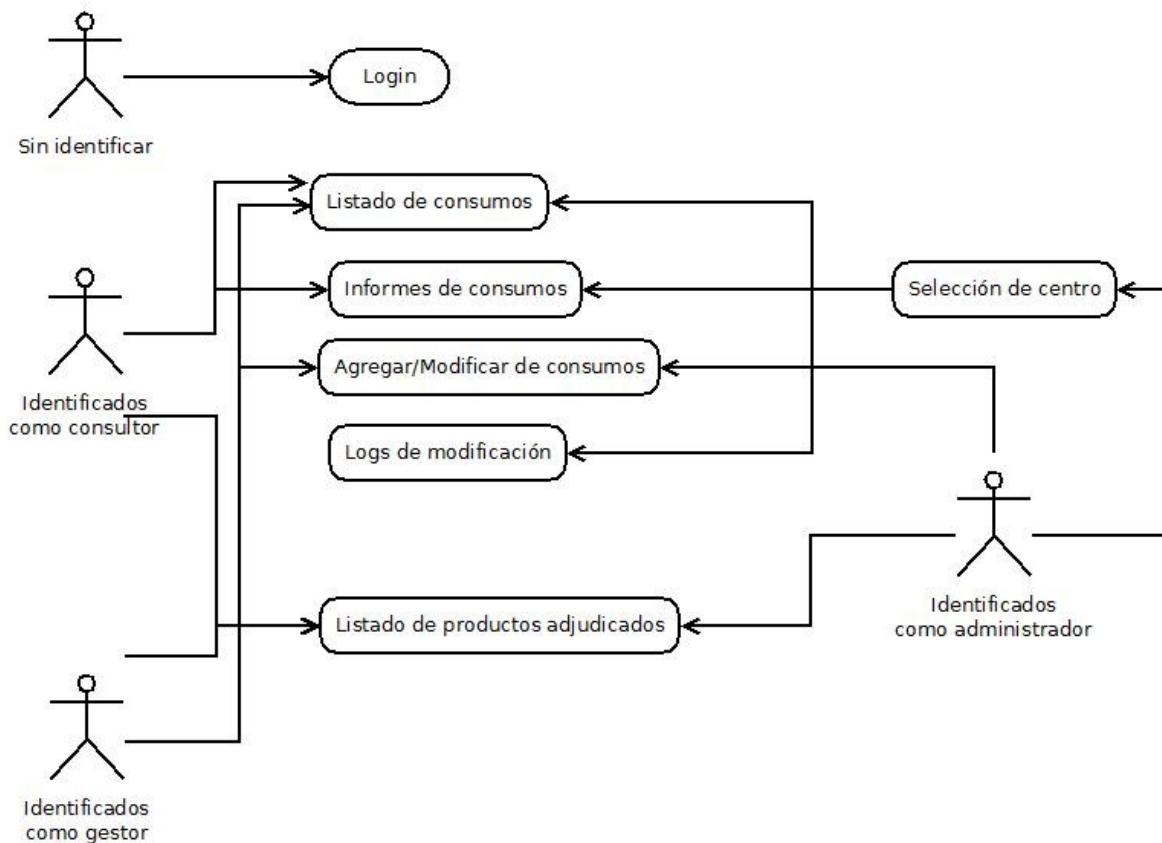 Login
Sin identificar
Listado de consumos
Informes de consumos
Selección de centro
Agregar/Modificar de consumos
Identificados
como consultor
Logs de modificación
Listado de productos adjudicados
Identificados
como administrador
Identificados
como gestor